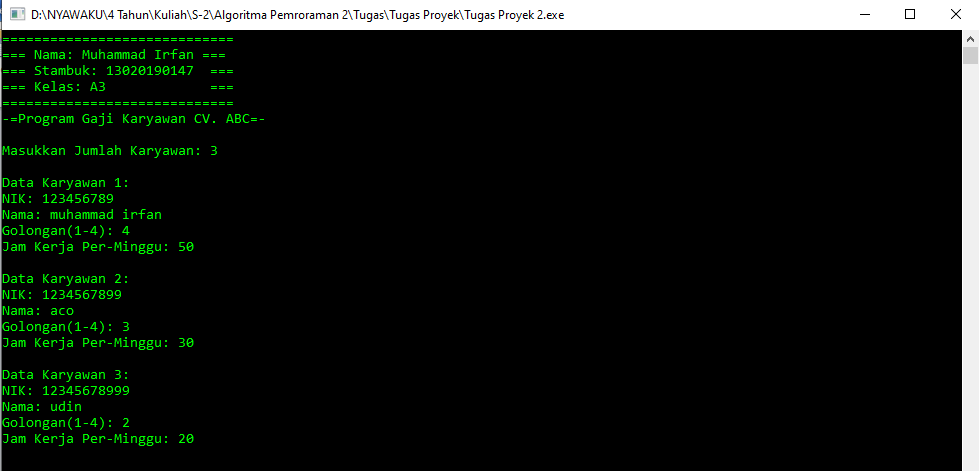 D:\NYAWAKU\4 Tahun\Kuliah\S-2\Algoritma Pemroraman 2\Tugas\Tugas Proyek\Tugas Proyek 2.exe
=============================
=== Nama: Muhammad Irfan ===
=== Stambuk: 13020190147  ===
=== Kelas: A3             ===
=============================
-=Program Gaji Karyawan CV. ABC=-
Masukkan Jumlah Karyawan: 3
Data Karyawan 1:
NIK: 123456789
Nama: muhammad irfan
Golongan(1-4): 4
Jam Kerja Per-Minggu: 50
Data Karyawan 2:
NIK: 1234567899
Nama: aco
Golongan(1-4): 3
Jam Kerja Per-Minggu: 30
Data Karyawan 3:
NIK: 12345678999
Nama: udin
Golongan(1-4): 2
Jam Kerja Per-Minggu: 20